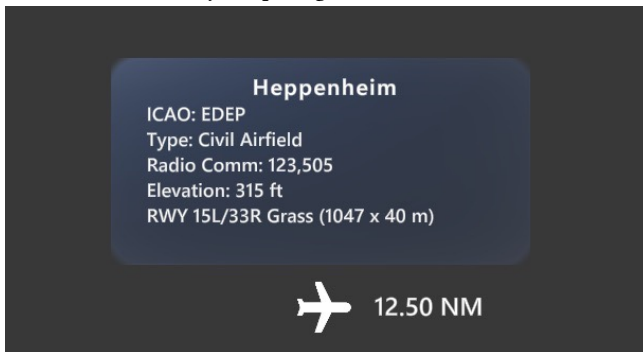 Heppenheim
ICAO: EDEP
Type: Civil Airfield
Radio Comm: 123,505
Elevation: 315 ft
RWY 15L/33R Grass (1047 x 40 m)
12.50 NM